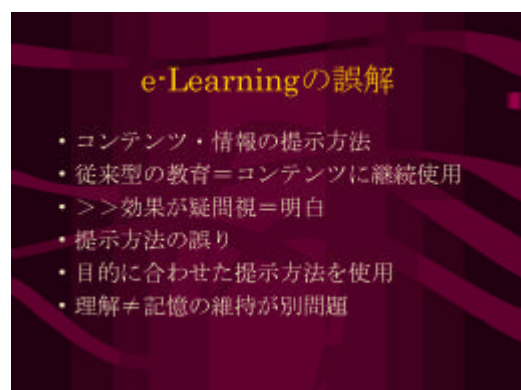 e-Learningの誤解
・コンテンツ・情報の提示方法
・従来型の教育＝コンテンツに継続使用
・＞＞効果が疑問視＝明白
・提示方法の誤り
・目的に合わせた提示方法を使用
・理解≠記憶の維持が別問題